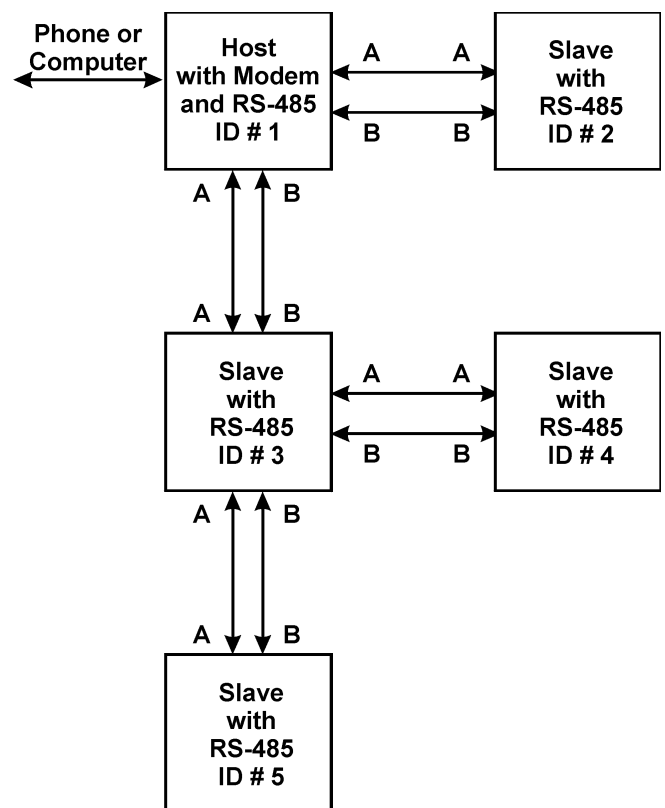 Phone or
Computer
Host
with Modem
and RS-485
ID # 1
A A
B B
Slave
with
RS-485
ID # 2
A B
A B
Slave
with
RS-485
ID # 3
A A
B B
Slave
with
RS-485
ID # 4
A B
A B
Slave
with
RS-485
ID # 5